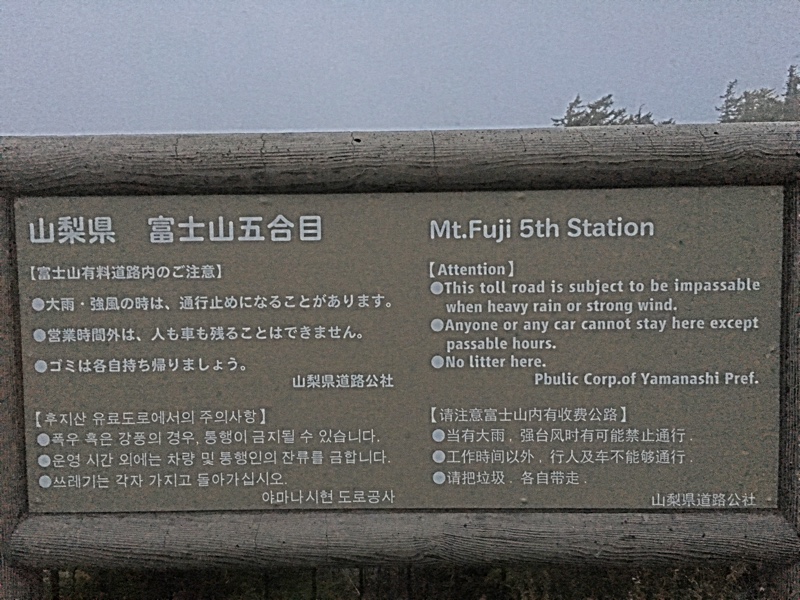 山梨県　富士山五合目
【富士山有料道路内のご注意】
●大雨・強風の時は、通行止めになることがあります。
●営業時間外は、人も車も残ることはできません。
●ゴミは各自持ち帰りましょう。
山梨県道路公社
Mt.Fuji 5th Station
【Attention】
●This toll road is subject to be impassable
when heavy rain or strong wind.
●Anyone or any car cannot stay here except
passable hours.
●No litter here.
Pbulic Corp.of Yamanashi Pref.
【후지산 유료도로에서의 주의사항】
●폭우 혹은 강풍의 경우, 통행이 금지될 수 있습니다.
●운영 시간 외에는 차량 및 통행인의 잔류를 금합니다.
●쓰레기는 각자 가지고 돌아가십시오.
야마나시현 도로공사
【请注意富士山内有收费公路】
●当有大雨．强台风时有可能禁止通行．
●工作時间以外．行人及车不能够通行．
●请把垃圾．各自带走．
山梨県道路公社